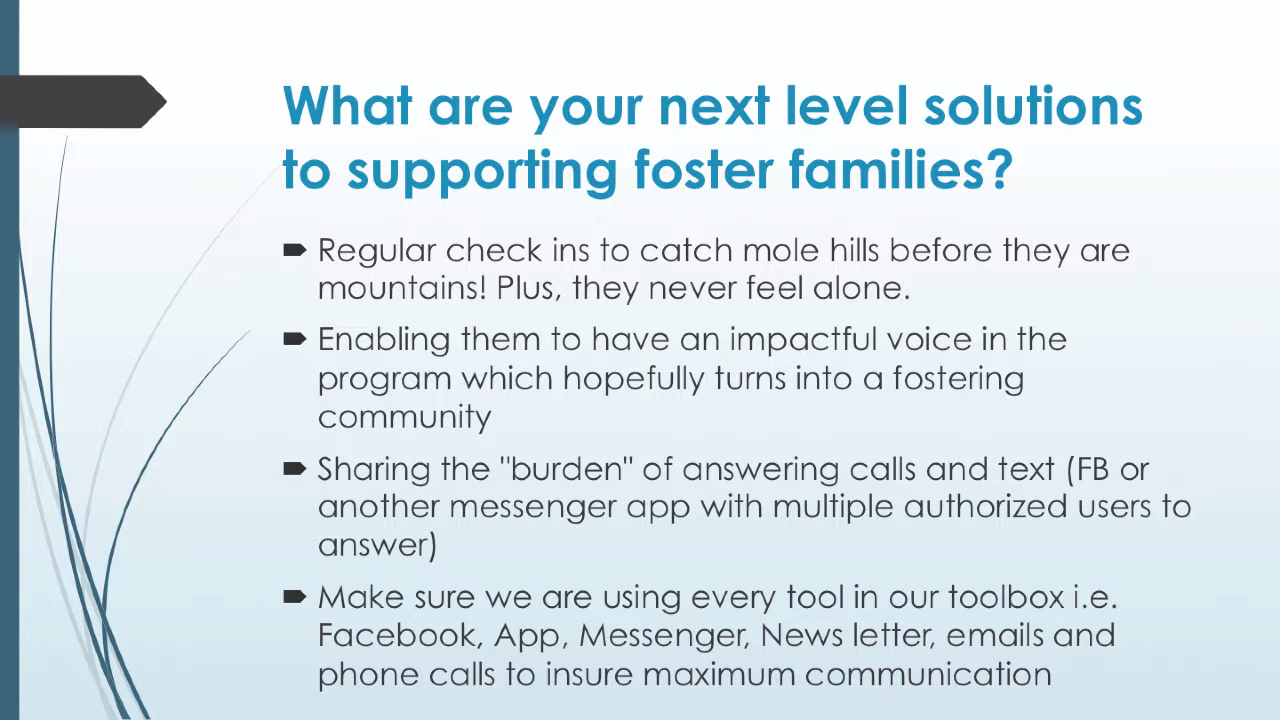 What are your next level solutions
to supporting foster families?
Regular check ins to catch mole hills before they are
mountains! Plus, they never feel alone.
Enabling them to have an impactful voice in the
program which hopefully turns into a fostering
community
Sharing the "burden" of answering calls and text (FB or
another messenger app with multiple authorized users to
answer)
Make sure we are using every tool in our toolbox i.e.
Facebook, App, Messenger, News letter, emails and
phone calls to insure maximum communication